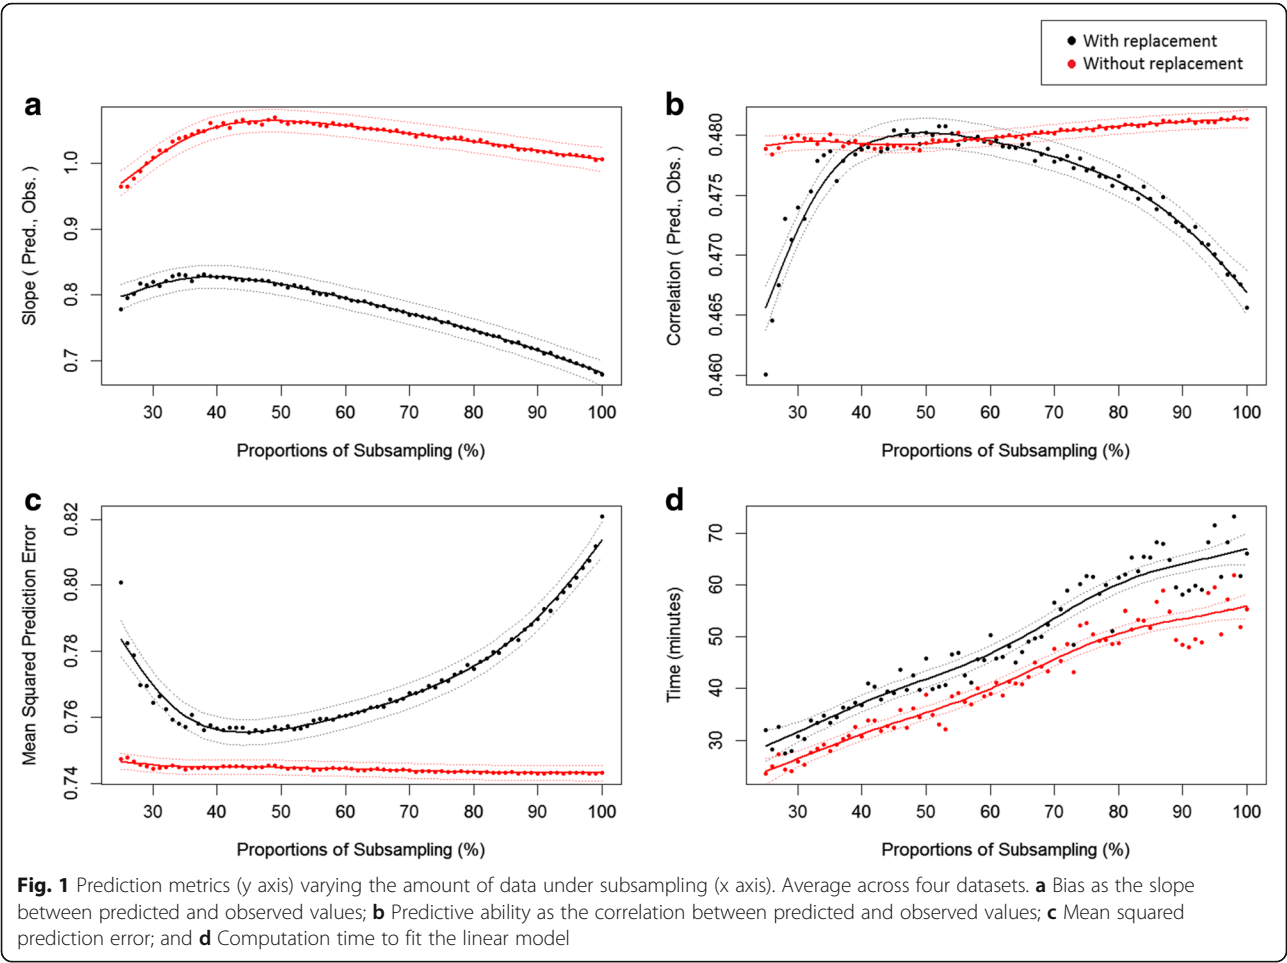 With replacement
Without replacement
a
Slope ( Pred., Obs. )
1.0
0.9
0.8
0.7
30 40 50 60 70 80 90 100
Proportions of Subsampling (%)
b
Correlation ( Pred., Obs. )
0.480
0.475
0.470
0.465
0.460
30 40 50 60 70 80 90 100
Proportions of Subsampling (%)
c
Mean Squared Prediction Error
0.82
0.80
0.78
0.76
0.74
30 40 50 60 70 80 90 100
Proportions of Subsampling (%)
d
Time (minutes)
70
60
50
40
30
30 40 50 60 70 80 90 100
Proportions of Subsampling (%)
Fig. 1 Prediction metrics (y axis) varying the amount of data under subsampling (x axis). Average across four datasets. a Bias as the slope
between predicted and observed values; b Predictive ability as the correlation between predicted and observed values; c Mean squared
prediction error; and d Computation time to fit the linear model